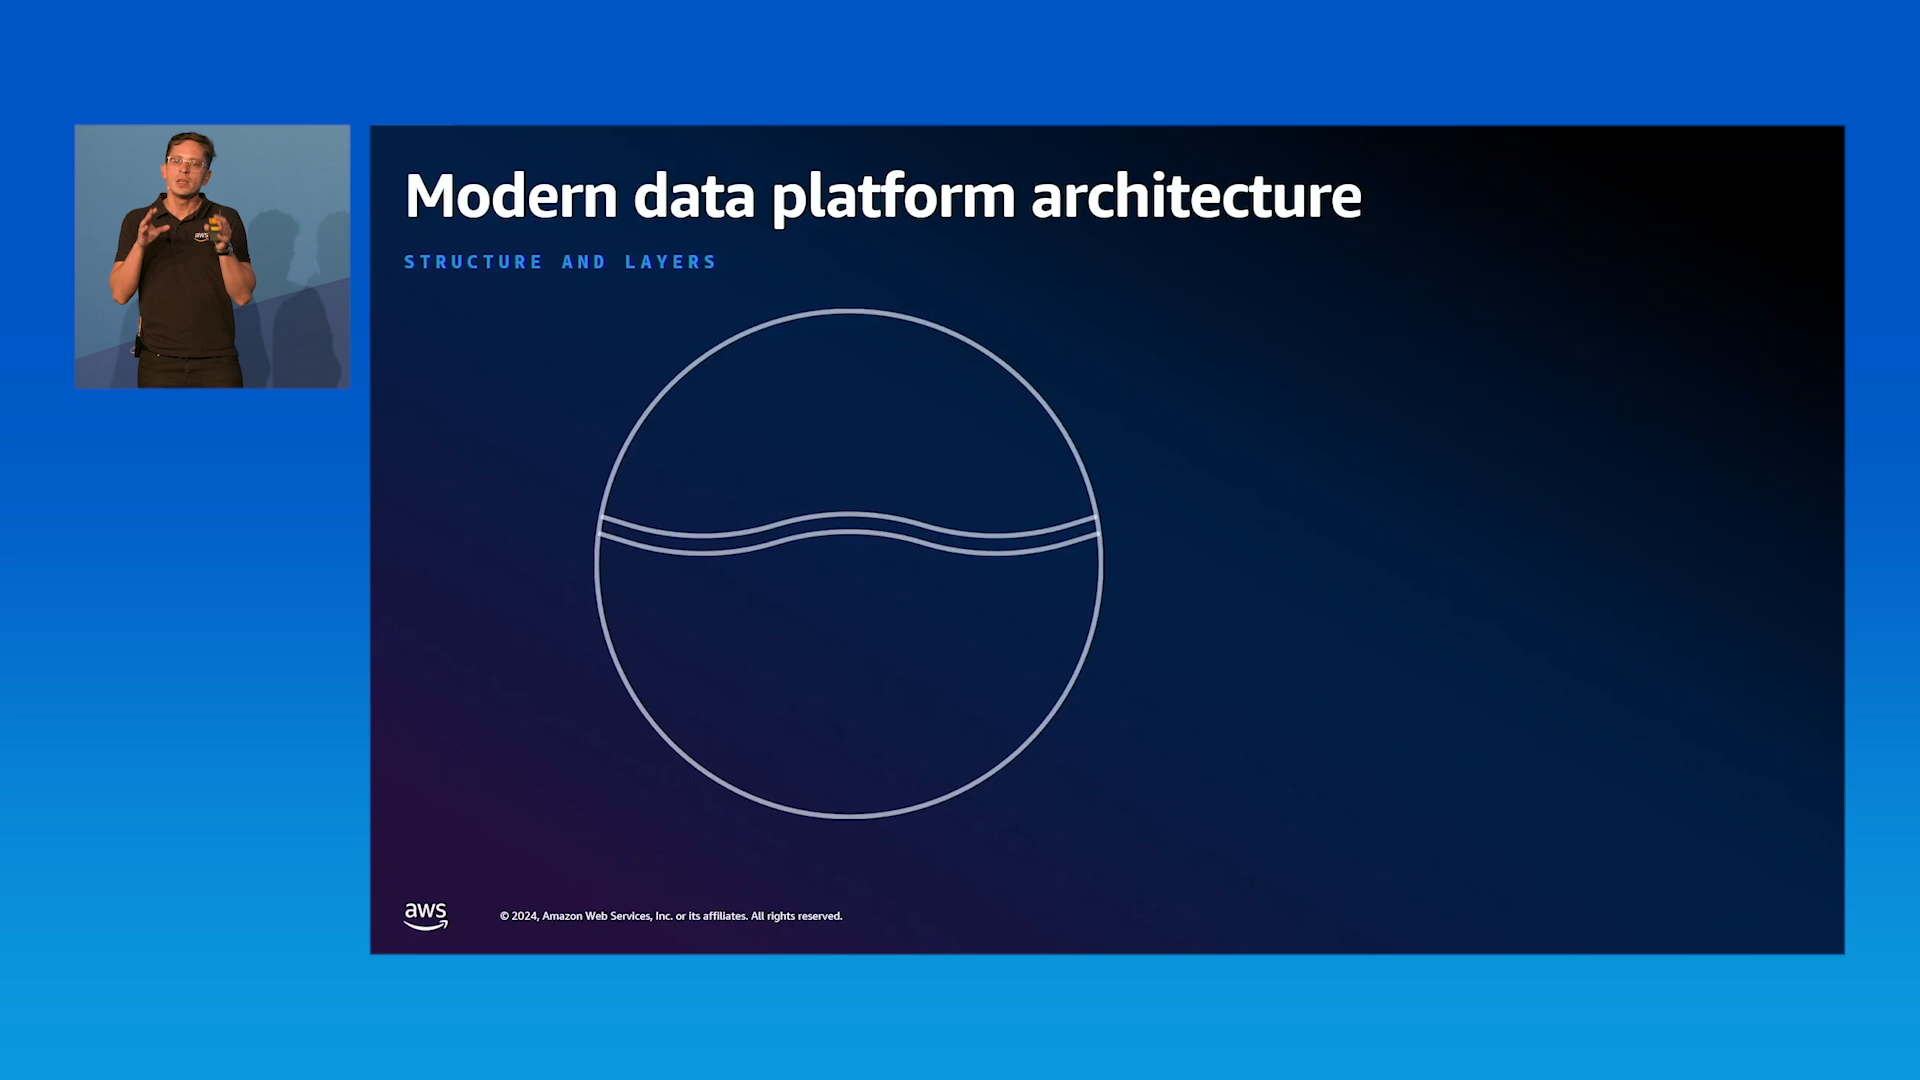 Modern data platform architecture
STRUCTURE AND LAYERS
aws
aws
© 2024, Amazon Web Services, Inc. or its affiliates. All rights reserved.